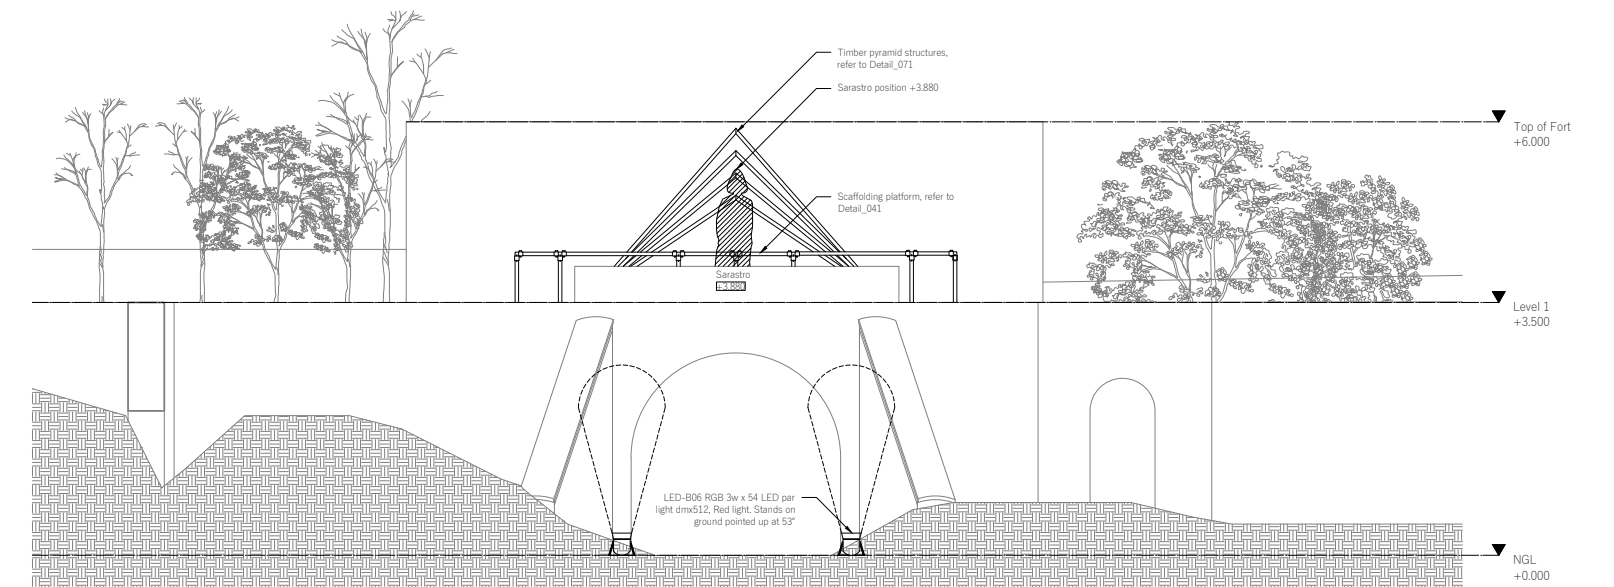 Timber pyramid structures,
refer to Detail_071
Sarastro position +3.880
Top of Fort
+6.000
Scaffolding platform, refer to
Detail_041
Sarastro
+3.880
Level 1
+3.500
LED-B06 RGB 3w x 54 LED par
light dmx512, Red light. Stands on
ground pointed up at 53°
NGL
+0.000